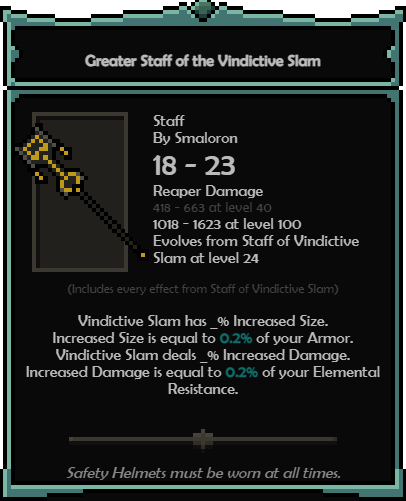 Greater Staff of the Vindictive Slam
Staff
By Smaloron
18 - 23
Reaper Damage
418 - 663 at level 40
1018 - 1623 at level 100
Evolves from Staff of Vindictive
Slam at level 24
(Includes every effect from Staff of Vindictive Slam)
Vindictive Slam has _% Increased Size.
Increased Size is equal to 0.2% of your Armor.
Vindictive Slam deals _% Increased Damage.
Increased Damage is equal to 0.2% of your Elemental
Resistance.
Safety Helmets must be worn at all times.